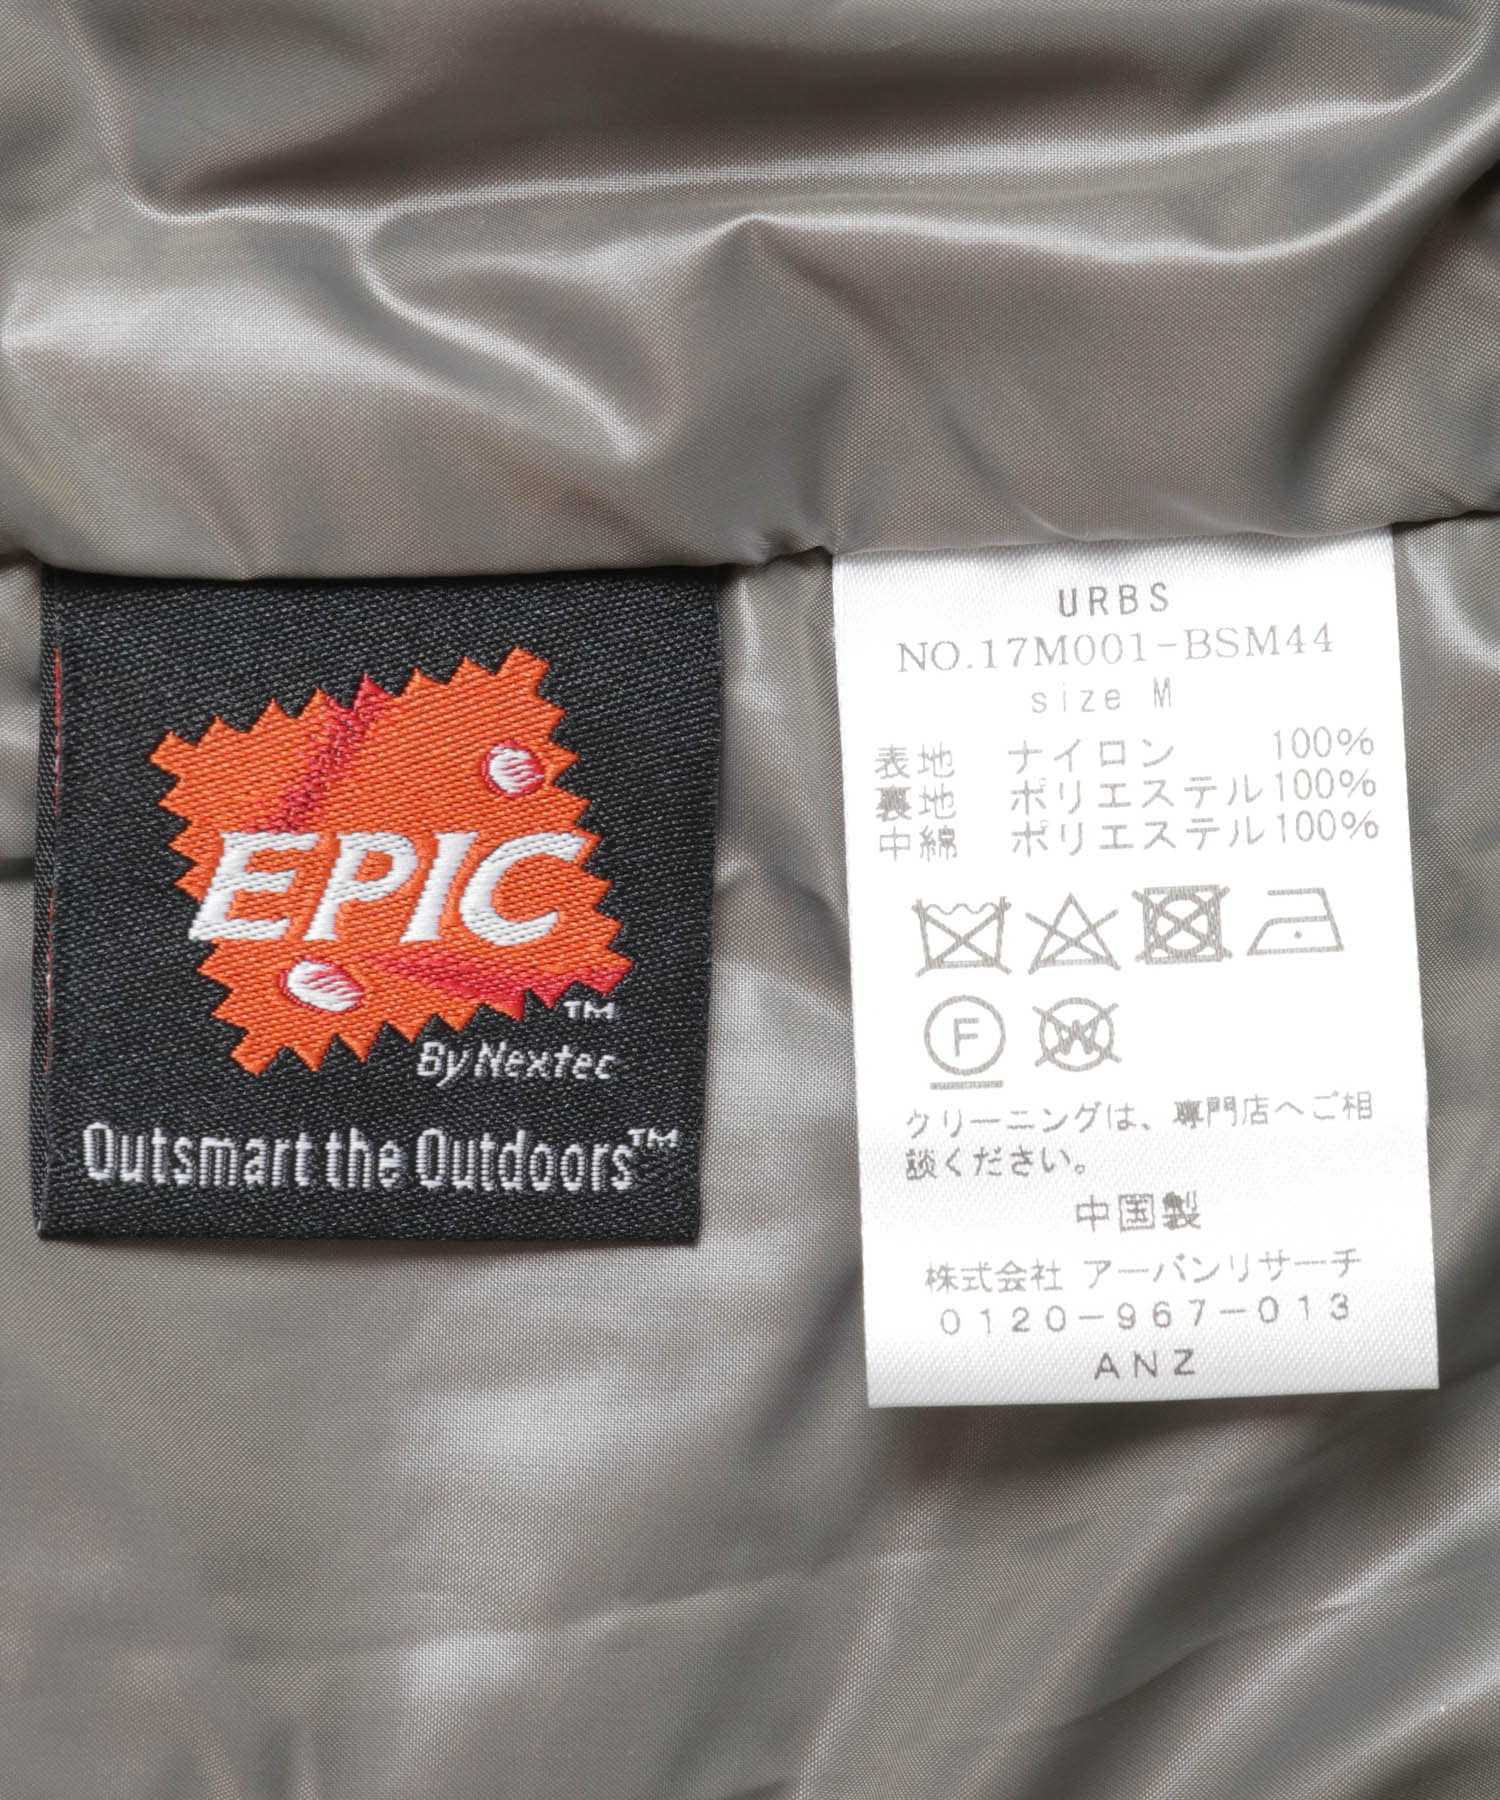 EPIC
TM
By Nextec
Outsmart the Outdoors™
URBS
NO.17M001-BSM44
size M
表地 ナイロン 100%
裏地 ポリエステル100%
中綿 ポリエステル100%
F
W
クリーニングは、専門店へご相
談ください。
中国製
株式会社 アーバンリサーチ
0120-967-013
ANZ